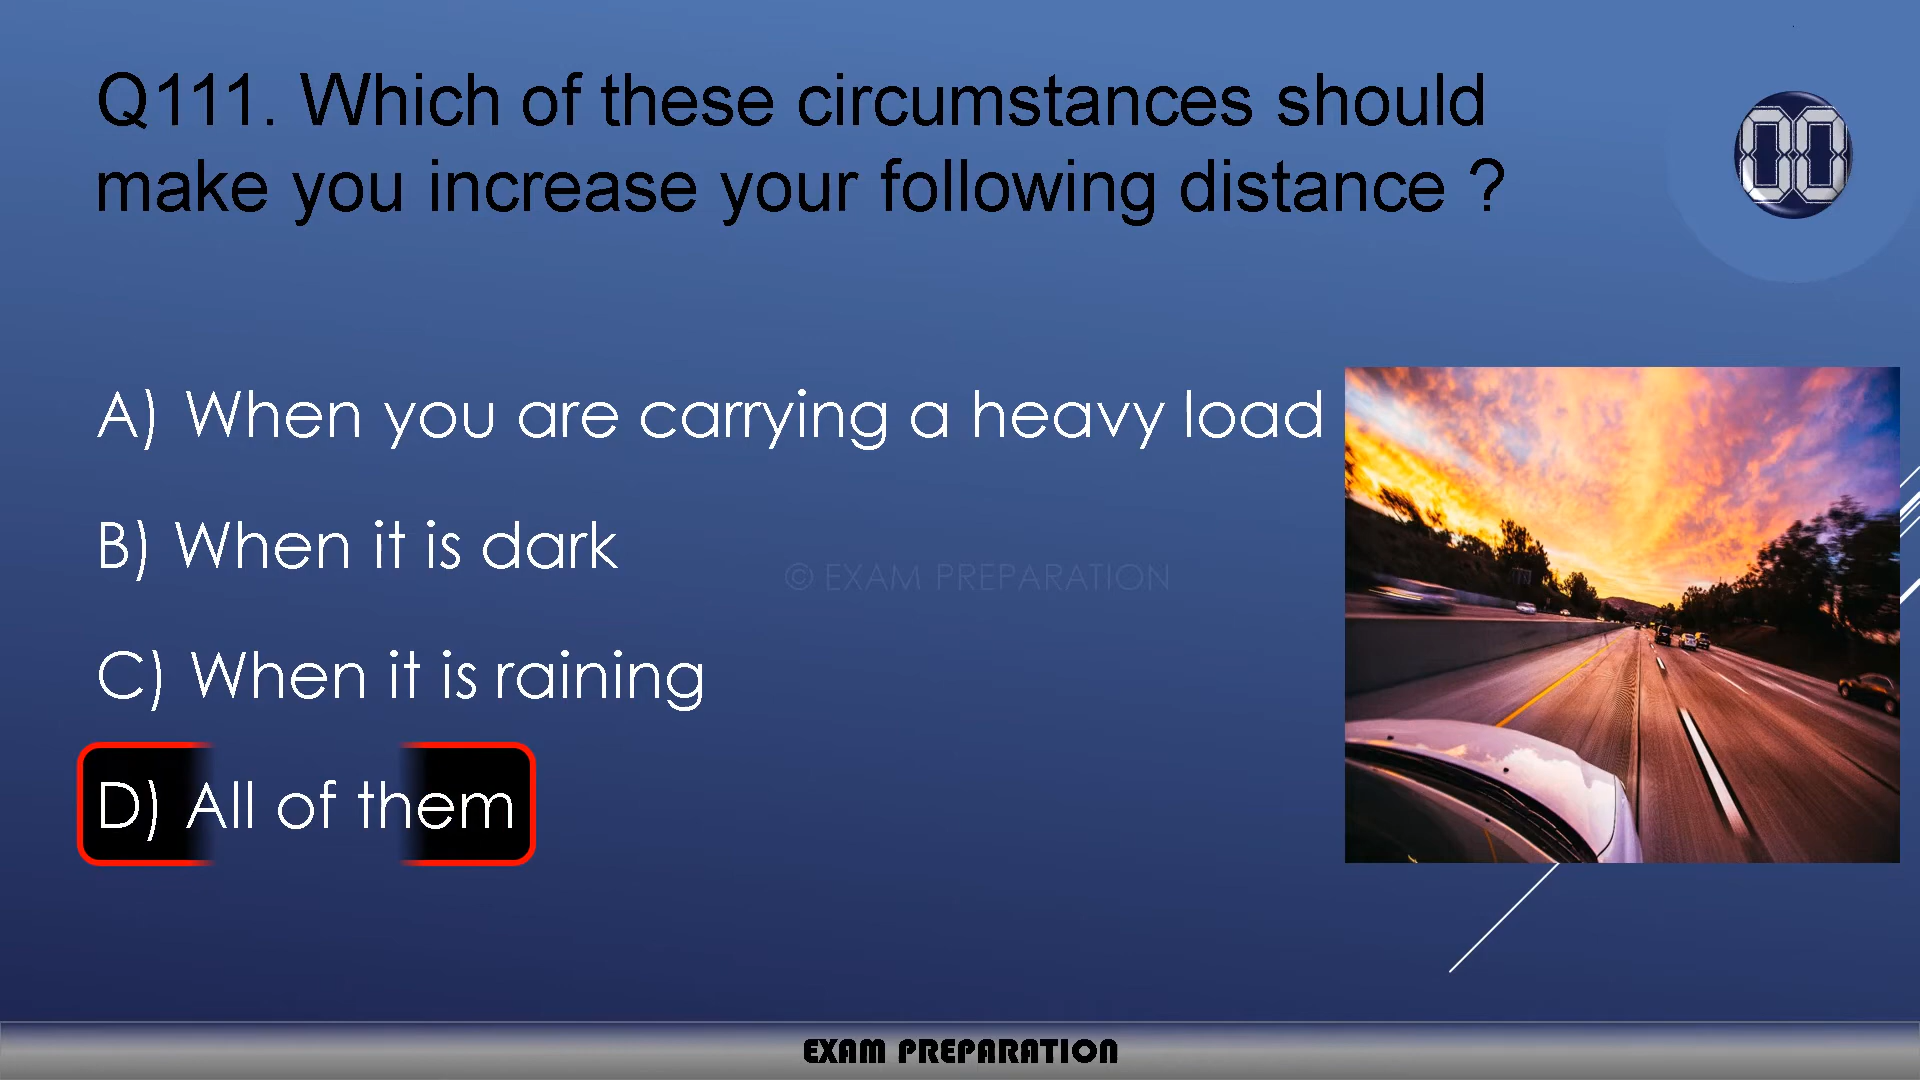 Q111. Which of these circumstances should
make you increase your following distance ?
00
A) When you are carrying a heavy load
B) When it is dark
© EXAM PREPARATION
C) When it is raining
D) All of them
EXAM PREPARATION